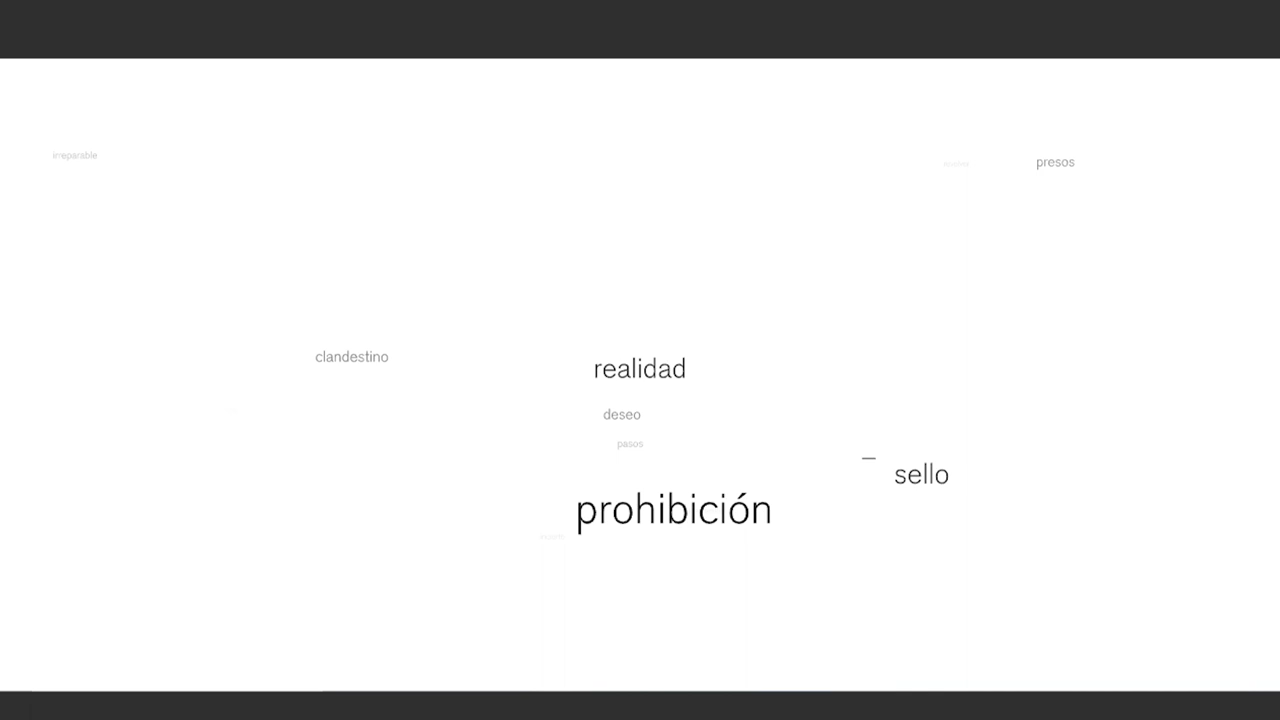 irreparable
presos
clandestino
realidad
deseo
pasos
—
sello
prohibición